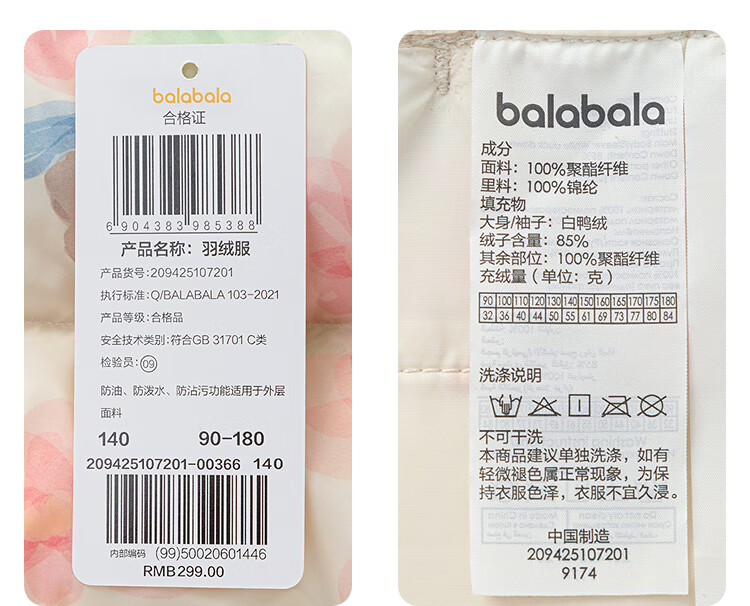 balabala
合格证
6 904383 985388
产品名称：羽绒服
产品货号:209425107201
执行标准:Q/BALABALA 103-2021
产品等级:合格品
安全技术类别:符合GB 31701 C类
检验员:09
防油、防泼水、防沾污功能适用于外层
面料
140 90-180
209425107201-00366 140
内部编码 (99)50020601446
RMB299.00
balabala
成分
面料：100%聚酯纤维
里料：100%锦纶
填充物
大身/袖子：白鸭绒
绒子含量：85%
其余部位：100%聚酯纤维
充绒量（单位：克）
90 100 110 120 130 140 150 160 165 170 175 180
32 36 40 44 50 55 61 69 73 77 80 84
洗涤说明
不可干洗
本商品建议单独洗涤，如有
轻微褪色属正常现象，为保
持衣服色泽，衣服不宜久浸。
中国制造
209425107201
9174